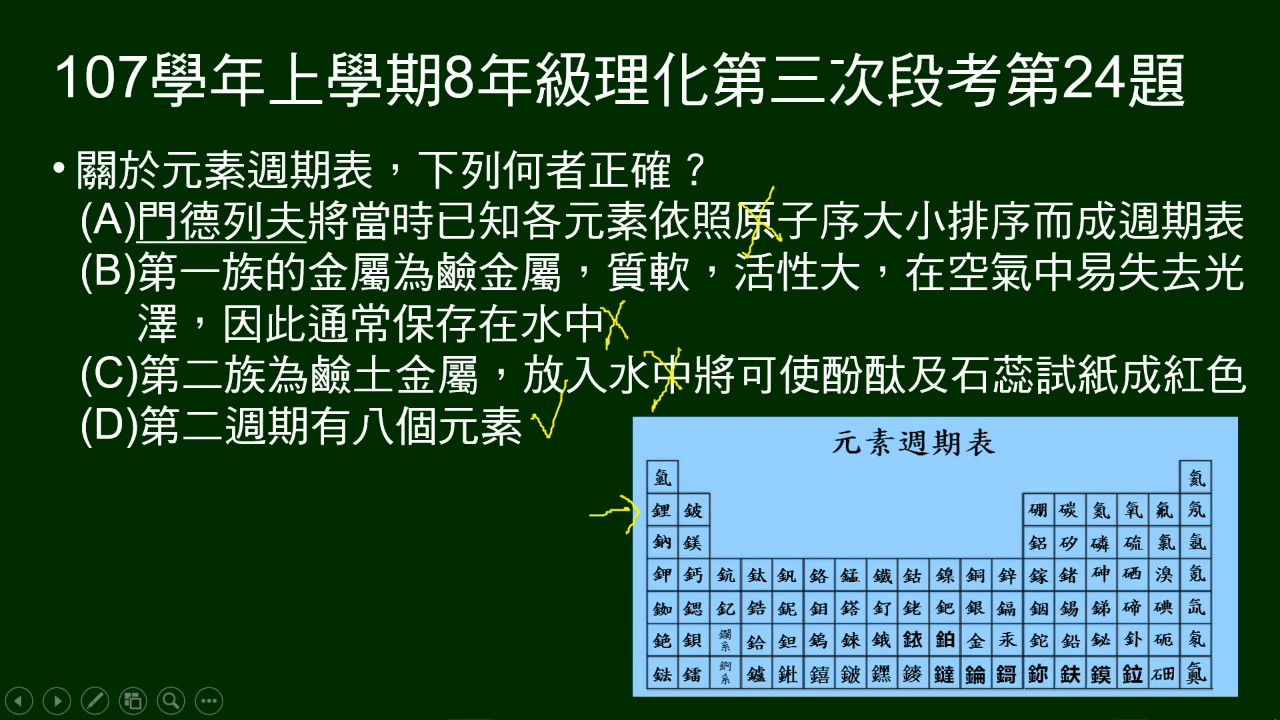 107學年上學期8年級理化第三次段考第24題
• 關於元素週期表，下列何者正確？
(A)門德列夫將當時已知各元素依照原子序大小排序而成週期表
(B)第一族的金屬為鹼金屬，質軟，活性大，在空氣中易失去光
澤，因此通常保存在水中
(C)第二族為鹼土金屬，放入水中將可使酚酞及石蕊試紙成紅色
(D)第二週期有八個元素
元素週期表
氫 氦
鋰 鈹 硼 碳 氮 氧 氟 氖
鈉 鎂 鋁 矽 磷 硫 氯 氬
鉀 鈣 鈧 鈦 釩 鉻 錳 鐵 鈷 鎳 銅 鋅 鎵 鍺 砷 硒 溴 氪
銣 鍶 釔 鋯 鈮 鉬 鎝 釕 銠 鈀 銀 鎘 銦 錫 銻 碲 碘 氙
銫 鋇 鑭系 鉿 鉭 鎢 錸 鋨 銥 鉑 金 汞 鉈 鉛 鉍 釙 砈 氡
鍅 鐳 錒系 鑪 𨧀 𨭎 𨨏 𨭆 䥑 鐽 錀 鎶 鉨 鈇 鏌 鉝 鿬 鿫